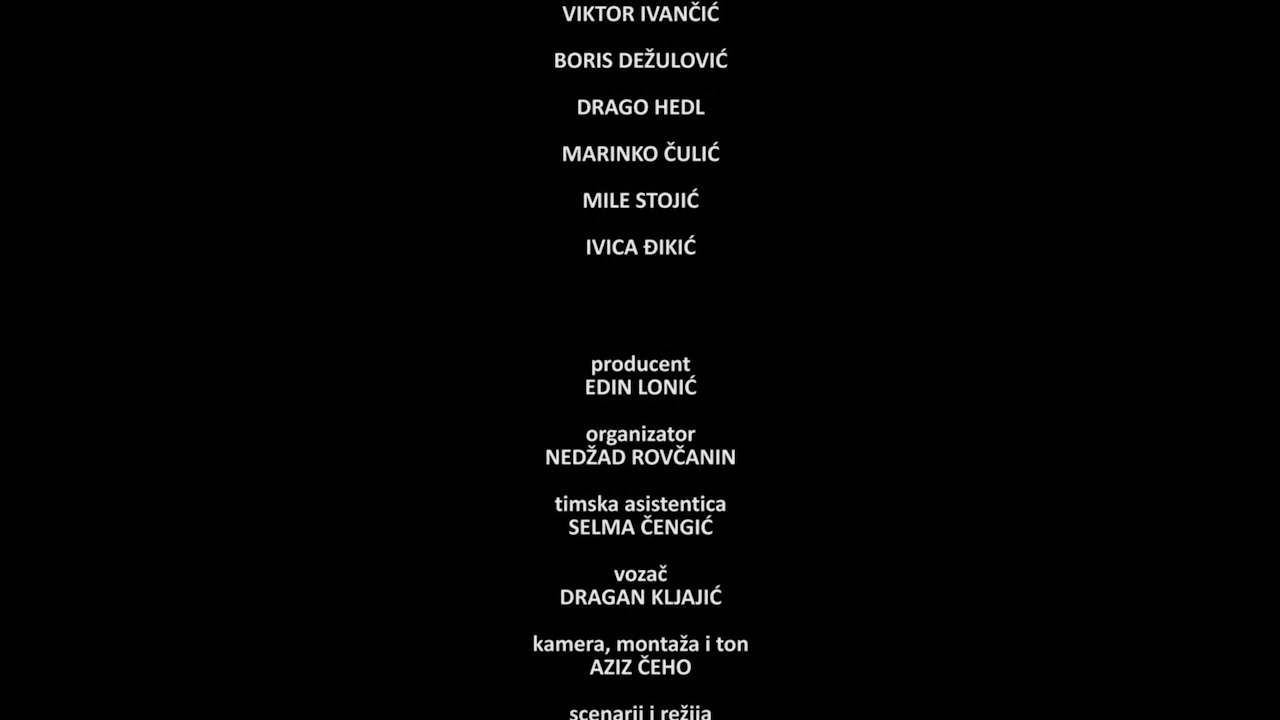 VIKTOR IVANČIĆ
BORIS DEŽULOVIĆ
DRAGO HEDL
MARINKO ČULIĆ
MILE STOJIĆ
IVICA ĐIKIĆ
producent
EDIN LONIĆ
organizator
NEDŽAD ROVČANIN
timska asistentica
SELMA ČENGIĆ
vozač
DRAGAN KLJAJIĆ
kamera, montaža i ton
AZIZ ČEHO
scenarij i režija